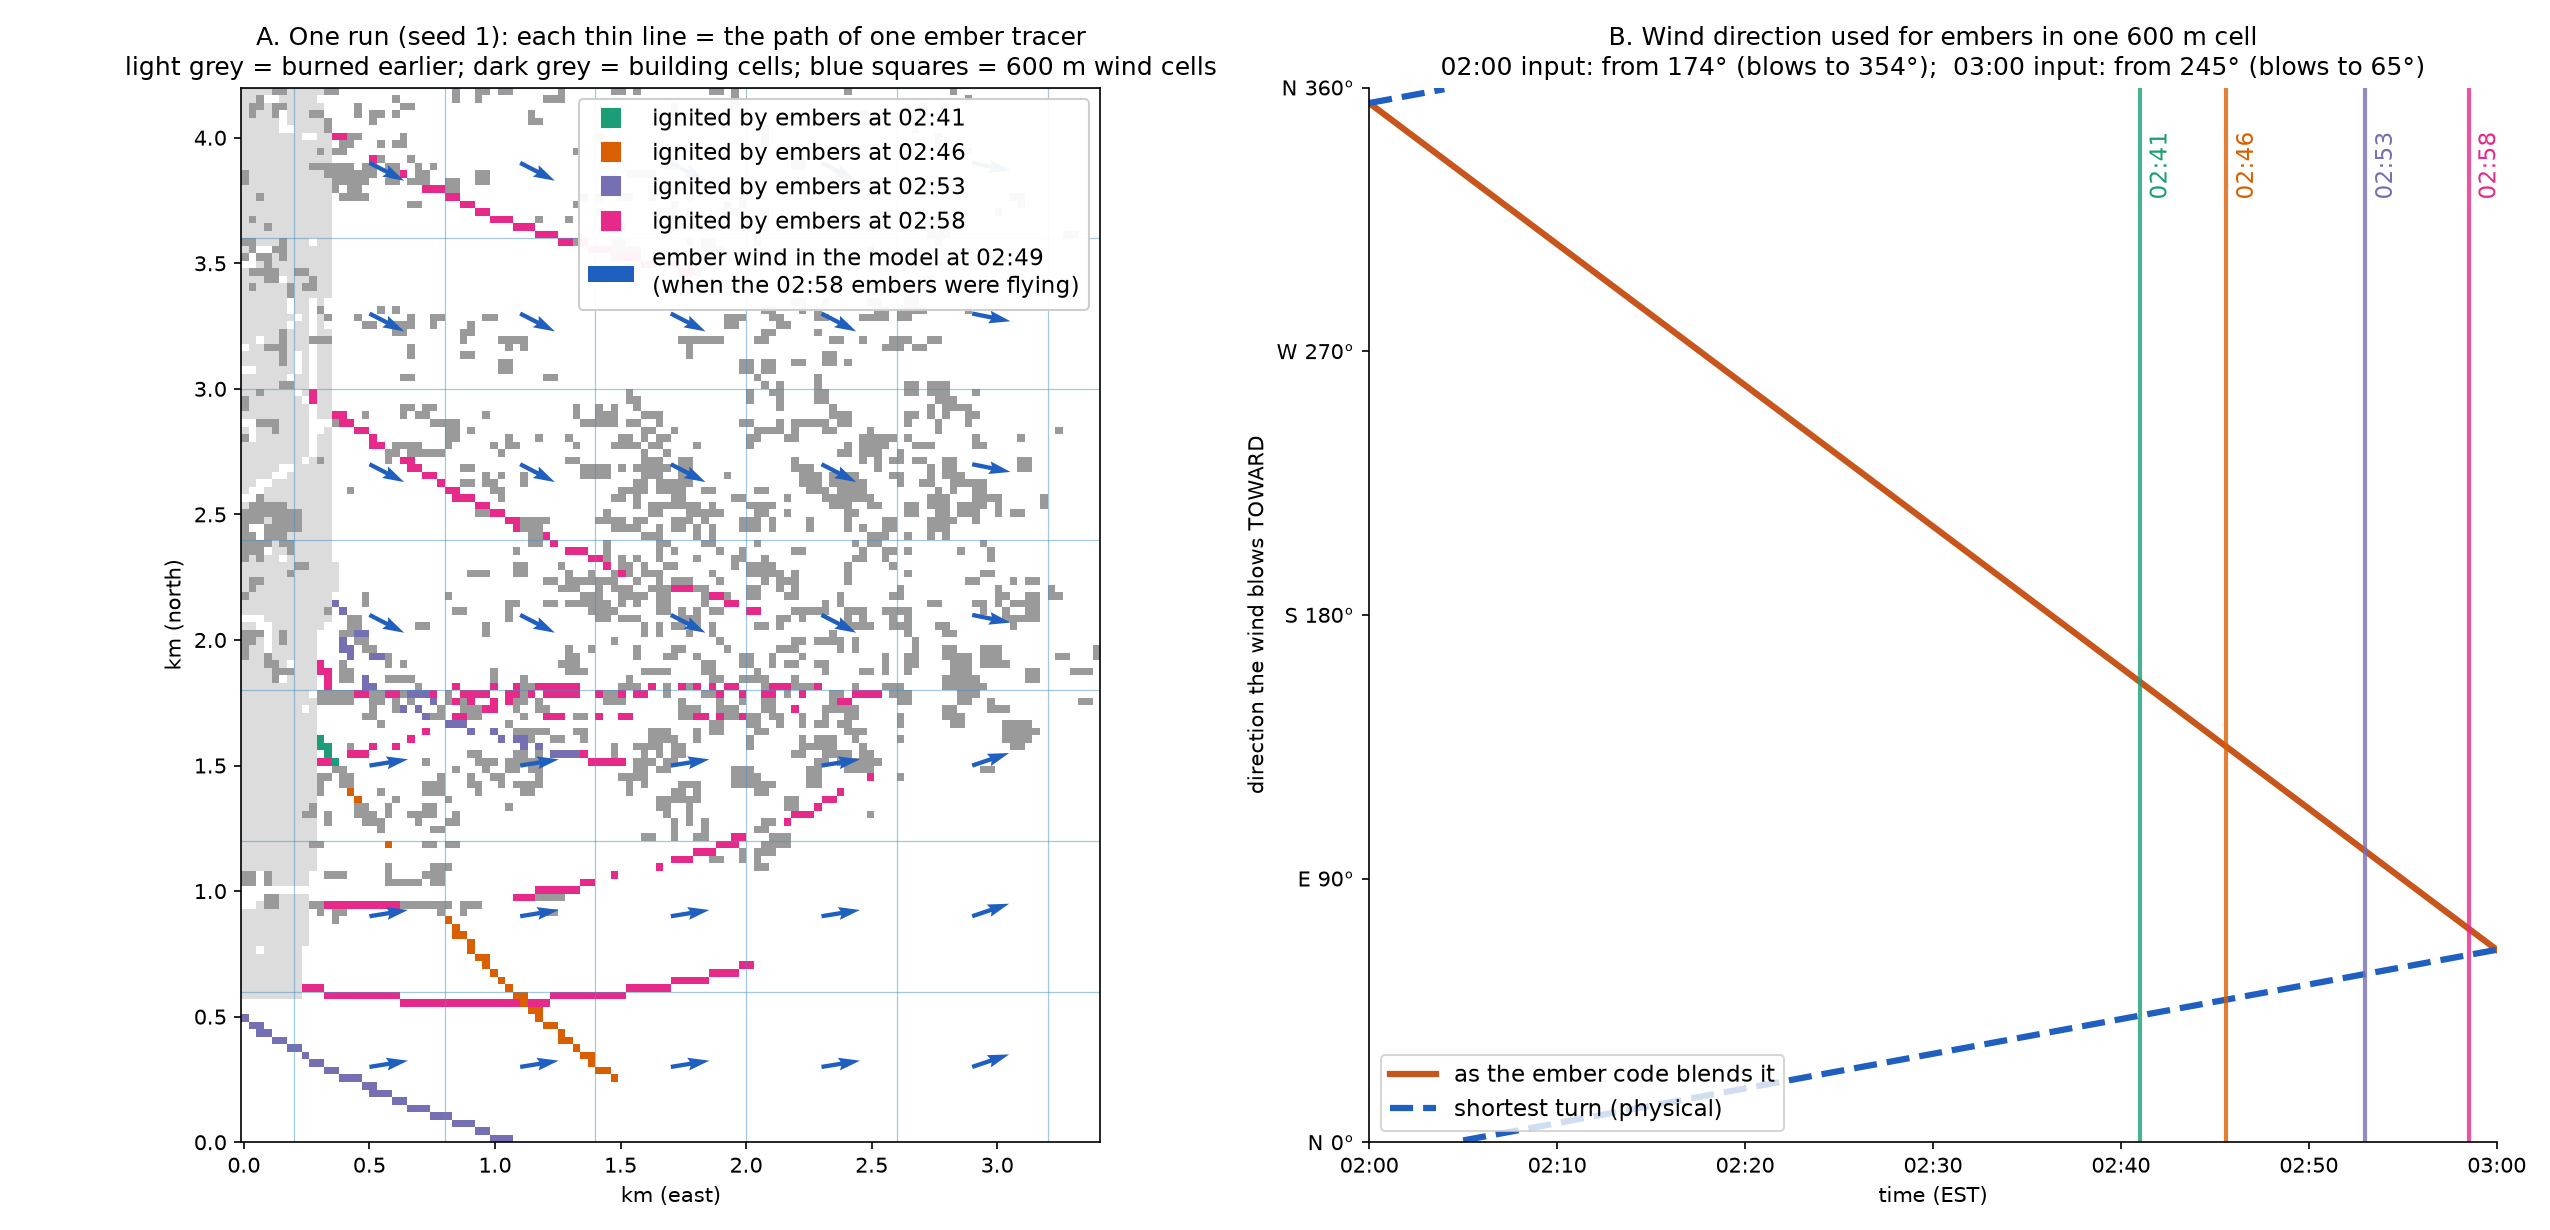 A. One run (seed 1): each thin line = the path of one ember tracer
light grey = burned earlier; dark grey = building cells; blue squares = 600 m wind cells
ignited by embers at 02:41
ignited by embers at 02:46
ignited by embers at 02:53
ignited by embers at 02:58
ember wind in the model at 02:49
(when the 02:58 embers were flying)
4.0
3.5
3.0
2.5
2.0
1.5
1.0
0.5
0.0
km (north)
0.0 0.5 1.0 1.5 2.0 2.5 3.0
km (east)
B. Wind direction used for embers in one 600 m cell
02:00 input: from 174° (blows to 354°);  03:00 input: from 245° (blows to 65°)
N 360°
W 270°
S 180°
E 90°
N 0°
direction the wind blows TOWARD
02:41
02:46
02:53
02:58
as the ember code blends it
shortest turn (physical)
02:00 02:10 02:20 02:30 02:40 02:50 03:00
time (EST)